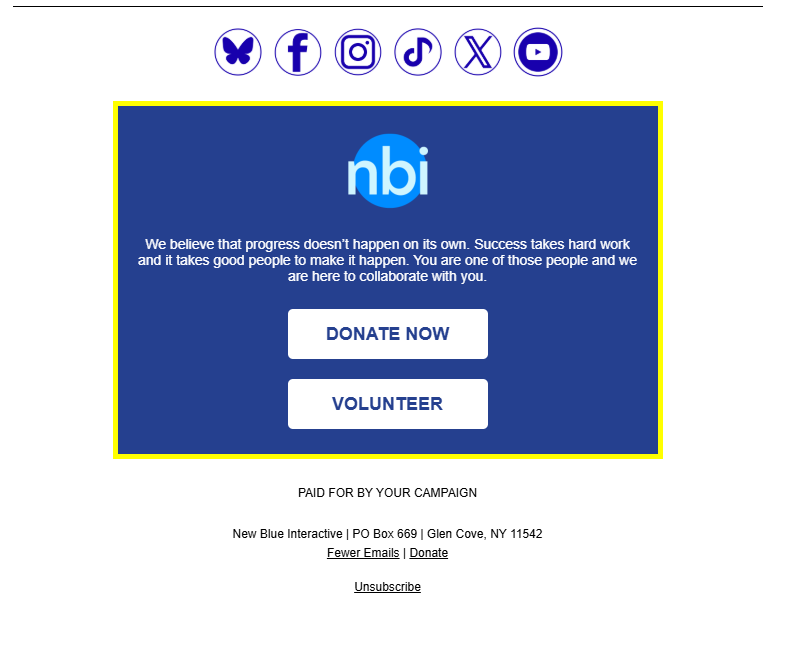 nbi
We believe that progress doesn’t happen on its own. Success takes hard work
and it takes good people to make it happen. You are one of those people and we
are here to collaborate with you.
DONATE NOW
VOLUNTEER
PAID FOR BY YOUR CAMPAIGN
New Blue Interactive | PO Box 669 | Glen Cove, NY 11542
Fewer Emails | Donate
Unsubscribe